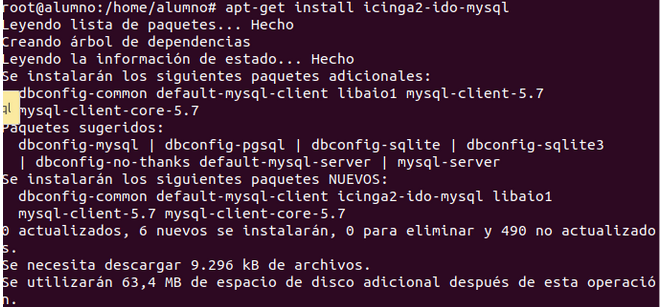 root@alumno:/home/alumno# apt-get install icinga2-ido-mysql
Leyendo lista de paquetes... Hecho
Creando árbol de dependencias
Leyendo la información de estado... Hecho
Se instalarán los siguientes paquetes adicionales:
dbconfig-common default-mysql-client libaio1 mysql-client-5.7
ql
mysql-client-core-5.7
Paquetes sugeridos:
dbconfig-mysql | dbconfig-pgsql | dbconfig-sqlite | dbconfig-sqlite3
| dbconfig-no-thanks default-mysql-server | mysql-server
Se instalarán los siguientes paquetes NUEVOS:
dbconfig-common default-mysql-client icinga2-ido-mysql libaio1
mysql-client-5.7 mysql-client-core-5.7
0 actualizados, 6 nuevos se instalarán, 0 para eliminar y 490 no actualizado
s.
Se necesita descargar 9.296 kB de archivos.
Se utilizarán 63,4 MB de espacio de disco adicional después de esta operació
n.